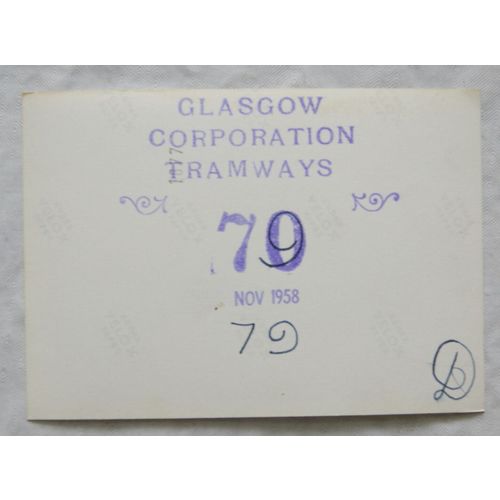 GLASGOW
CORPORATION
TRAMWAYS
79
NOV 1958
79
D